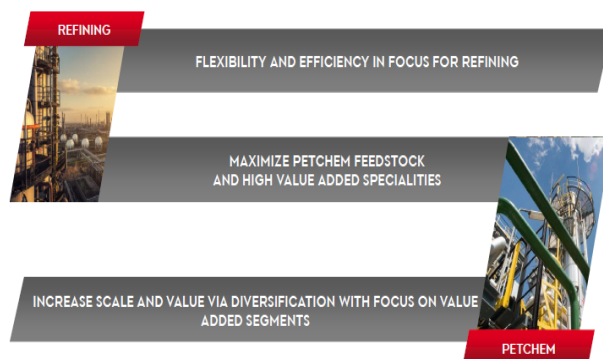 REFINING
FLEXIBILITY AND EFFICIENCY IN FOCUS FOR REFINING
MAXIMIZE PETCHEM FEEDSTOCK
AND HIGH VALUE ADDED SPECIALITIES
INCREASE SCALE AND VALUE VIA DIVERSIFICATION WITH FOCUS ON VALUE
ADDED SEGMENTS
PETCHEM